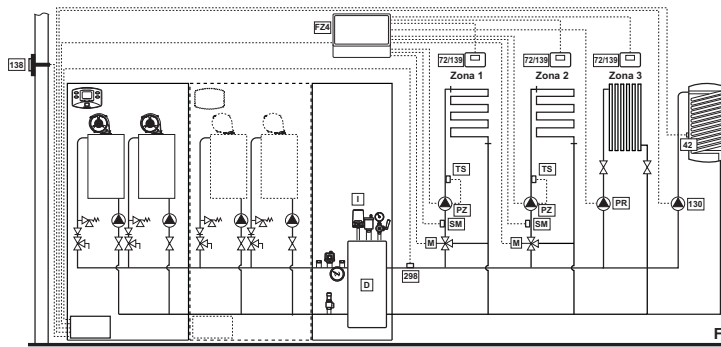 FZ4
138
72/139
72/139
72/139
Zona 1
Zona 2
Zona 3
42
TS
TS
I
PZ
PZ
PR
130
SM
SM
M
M
298
D
F